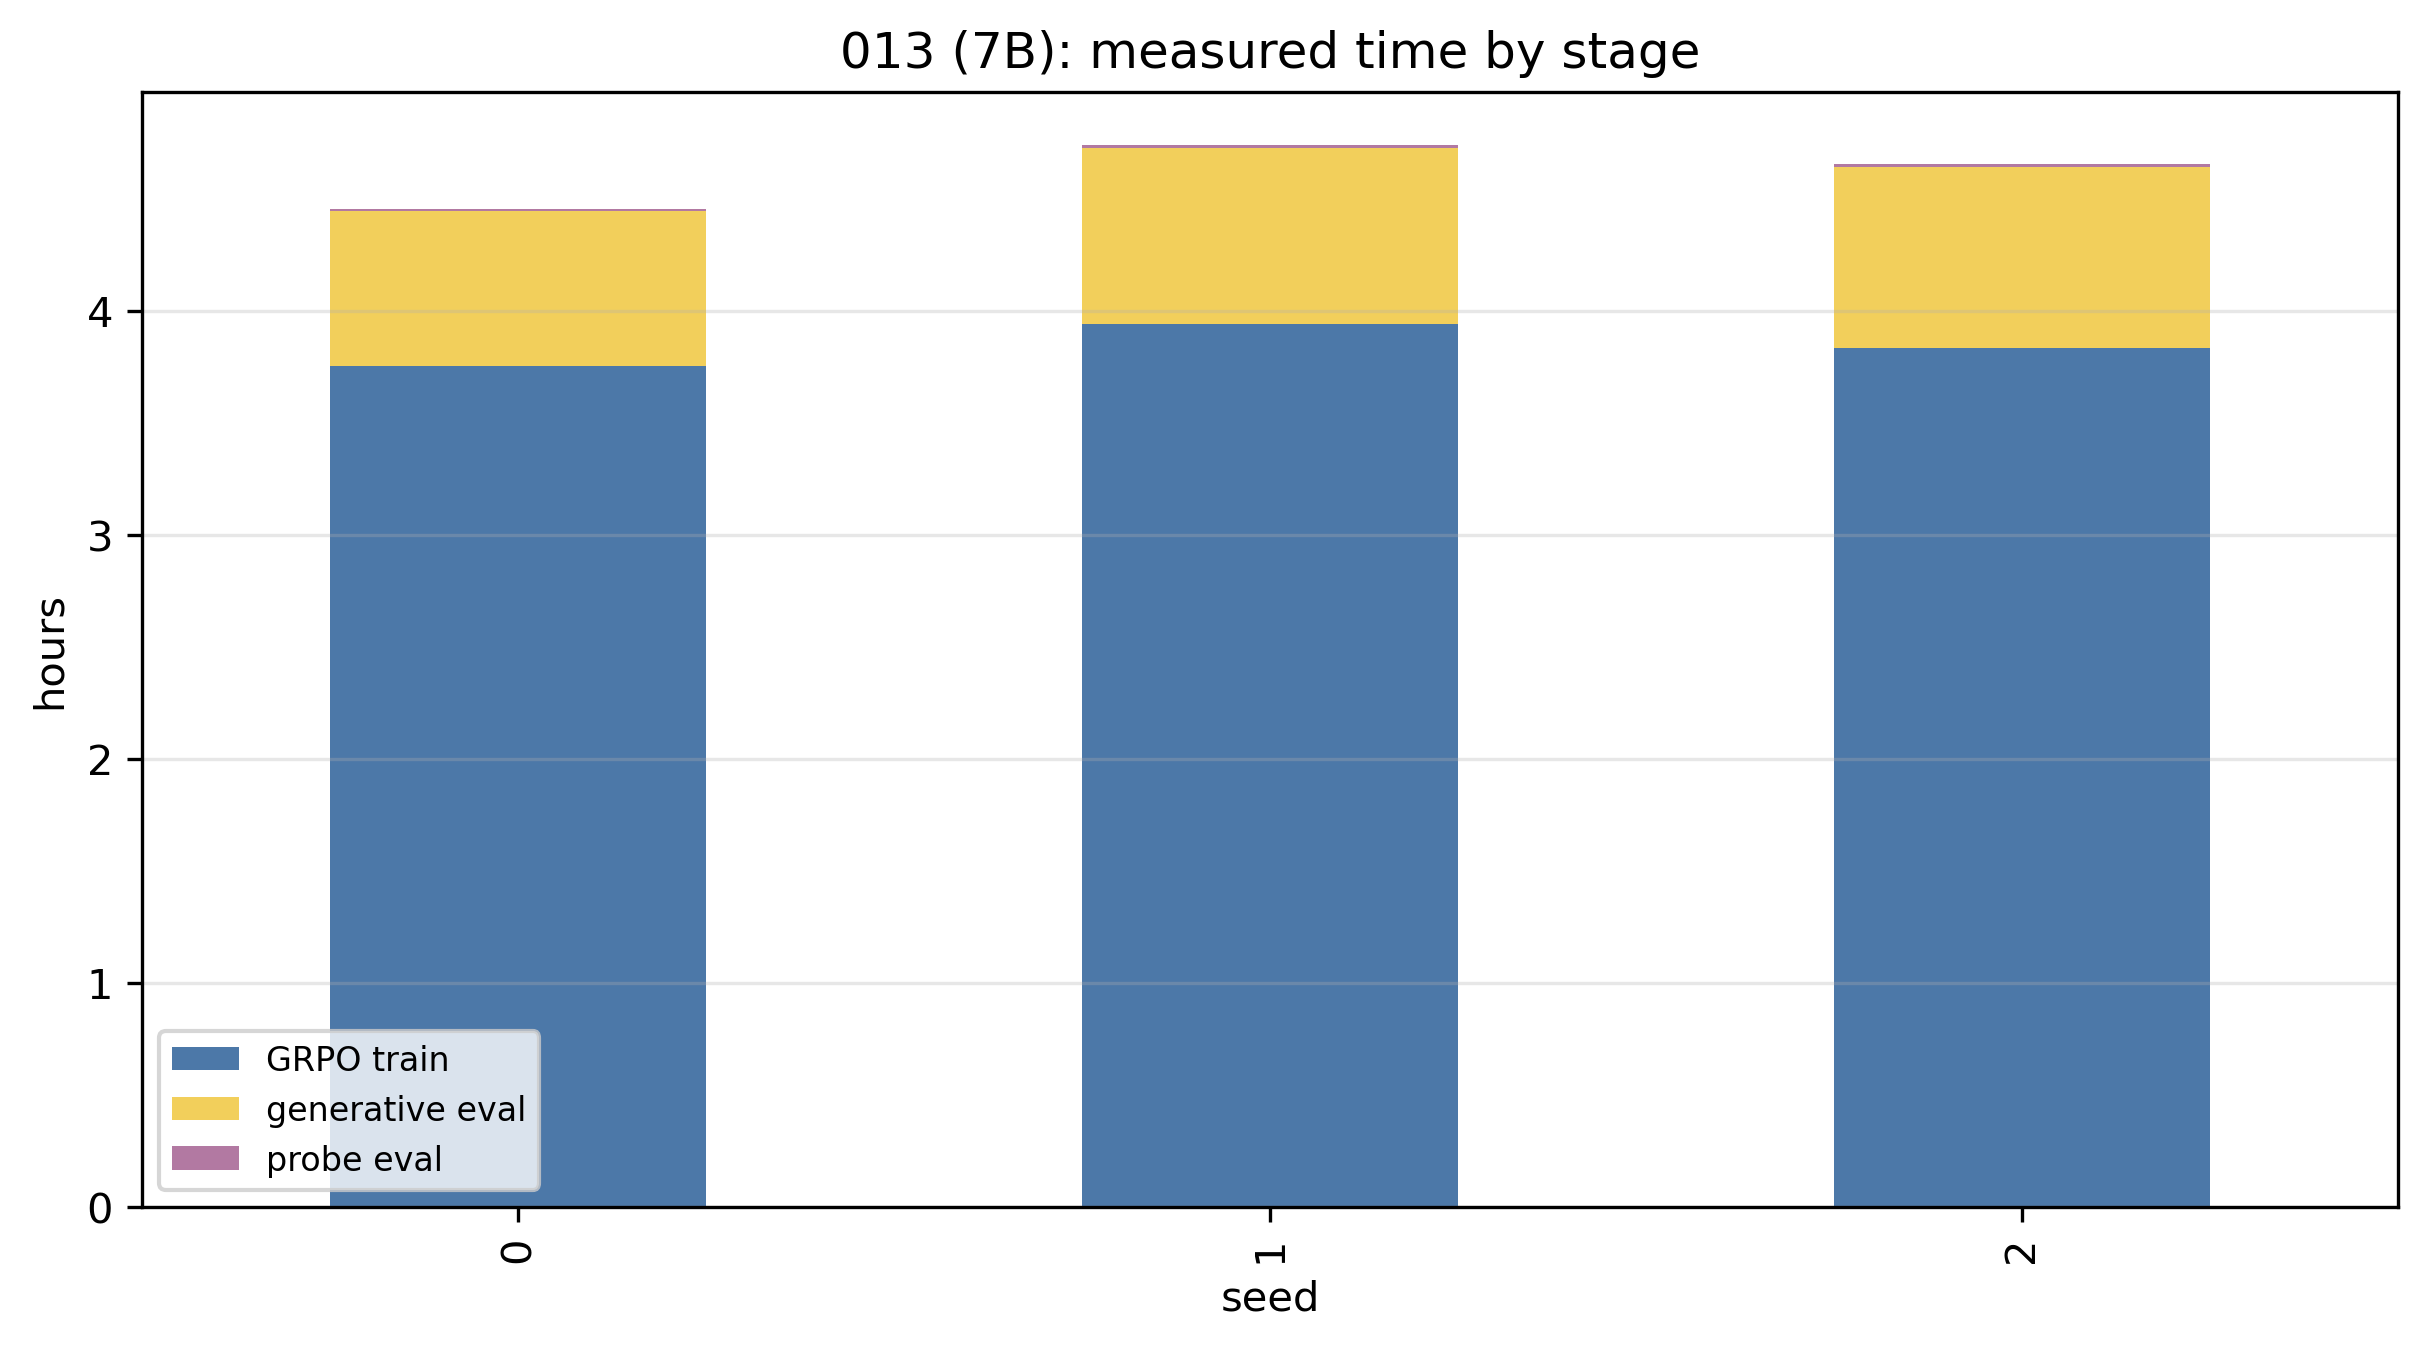 013 (7B): measured time by stage
hours
4
3
2
1
0
GRPO train
generative eval
probe eval
0
1
2
seed